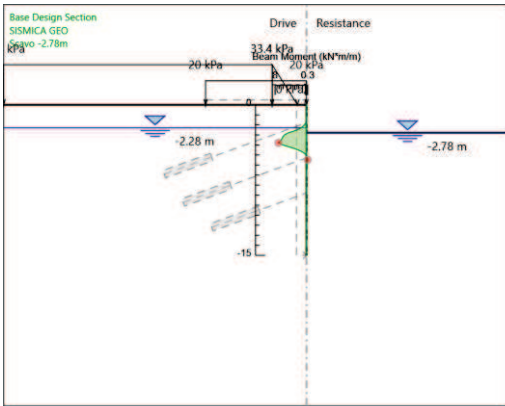 Base Design Section
SISMICA GEO
Scavo -2.78m
Drive
Resistance
kPa
33.4 kPa
Beam Moment (kN*m/m)
20 kPa
20 kPa
8
0.3
0
-2.28 m
-2.78 m
-15